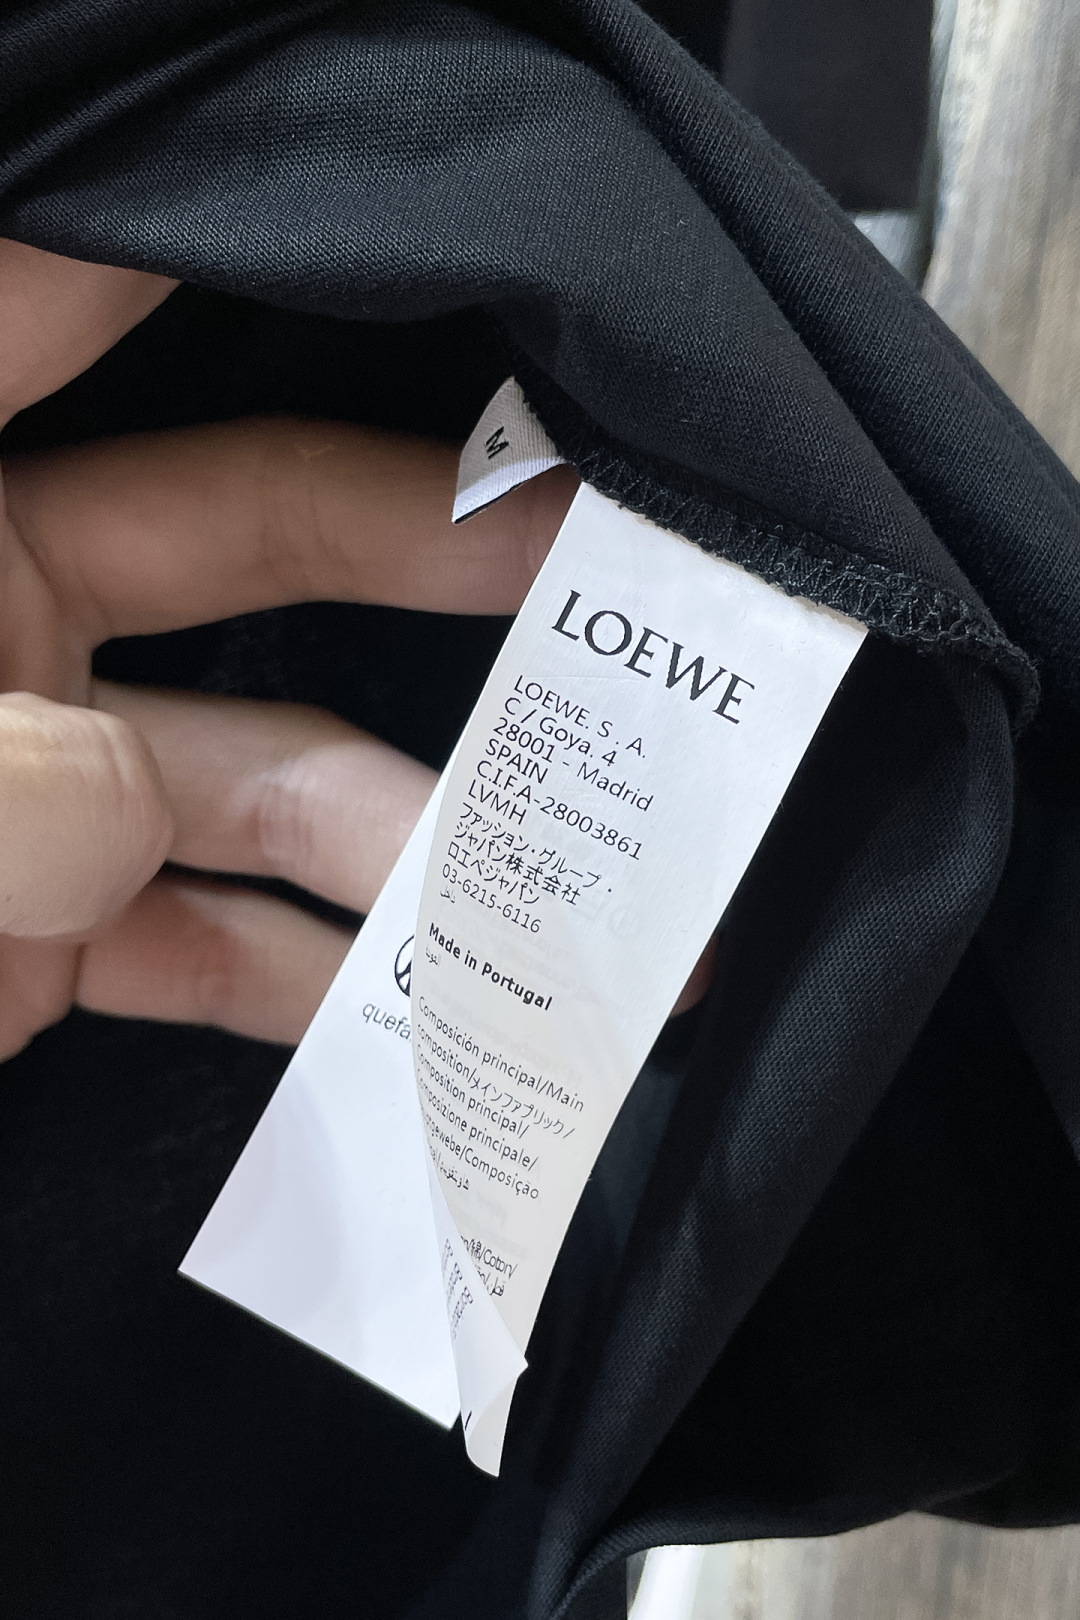 M
LOEWE
LOEWE. S . A.
C / Goya. 4
28001 - Madrid
SPAIN
C.I.F.A-28003861
LVMH
ファッション・グループ・
ジャパン株式会社
ロエベジャパン
03-6215-6116
Made in Portugal
Composición principal/Main
composition/メインファブリック/
Composition principal/
principale/
/Composição
/綿/Cotton/